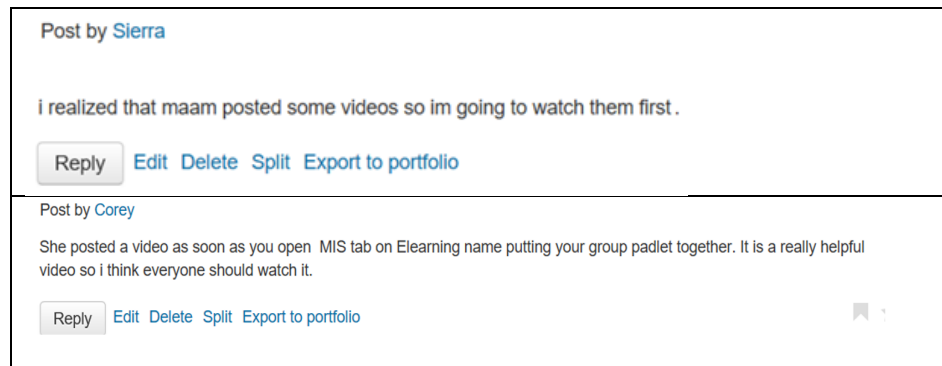 Post by Sierra
i realized that maam posted some videos so im going to watch them first.
Reply Edit Delete Split Export to portfolio
Post by Corey
She posted a video as soon as you open MIS tab on Elearning name putting your group padlet together. It is a really helpful
video so i think everyone should watch it.
Reply Edit Delete Split Export to portfolio